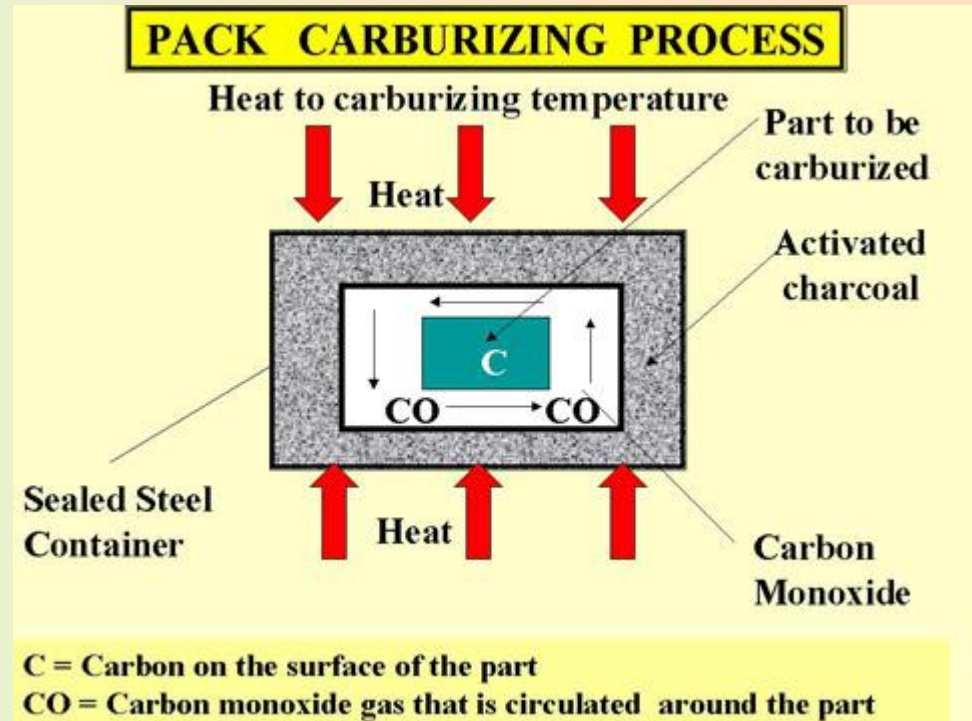 PACK CARBURIZING PROCESS
Heat to carburizing temperature
Part to be
carburized
Heat
Activated
charcoal
C
CO
CO
Sealed Steel
Container
Heat
Carbon
Monoxide
C = Carbon on the surface of the part
CO = Carbon monoxide gas that is circulated around the part